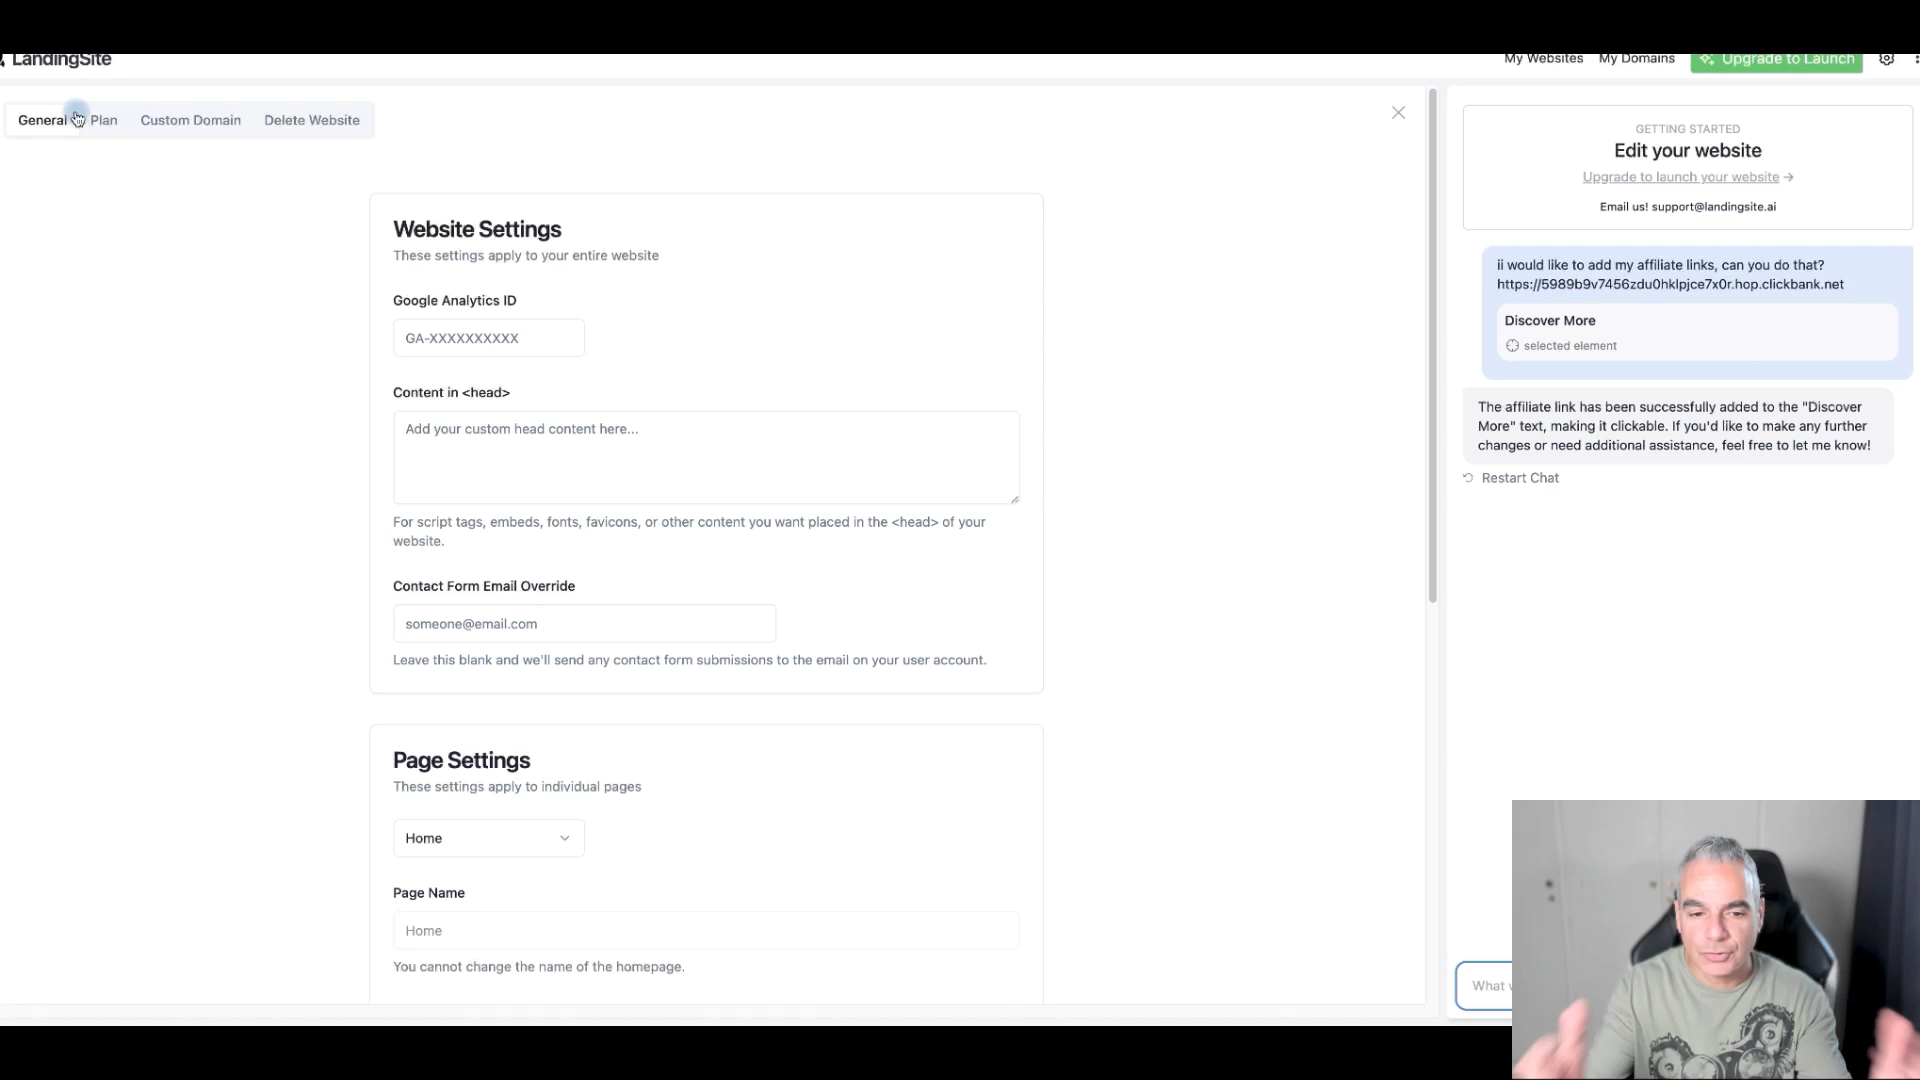 LandingSite
My Websites
My Domains
Upgrade to Launch
General
Plan
Custom Domain
Delete Website
Website Settings
These settings apply to your entire website
Google Analytics ID
GA-XXXXXXXXXX
Content in <head>
Add your custom head content here...
For script tags, embeds, fonts, favicons, or other content you want placed in the <head> of your
website.
Contact Form Email Override
someone@email.com
Leave this blank and we'll send any contact form submissions to the email on your user account.
Page Settings
These settings apply to individual pages
Home
Page Name
Home
You cannot change the name of the homepage.
GETTING STARTED
Edit your website
Upgrade to launch your website →
Email us! support@landingsite.ai
ii would like to add my affiliate links, can you do that?
https://5989b9v7456zdu0hklpjce7x0r.hop.clickbank.net
Discover More
selected element
The affiliate link has been successfully added to the "Discover
More" text, making it clickable. If you'd like to make any further
changes or need additional assistance, feel free to let me know!
Restart Chat
What